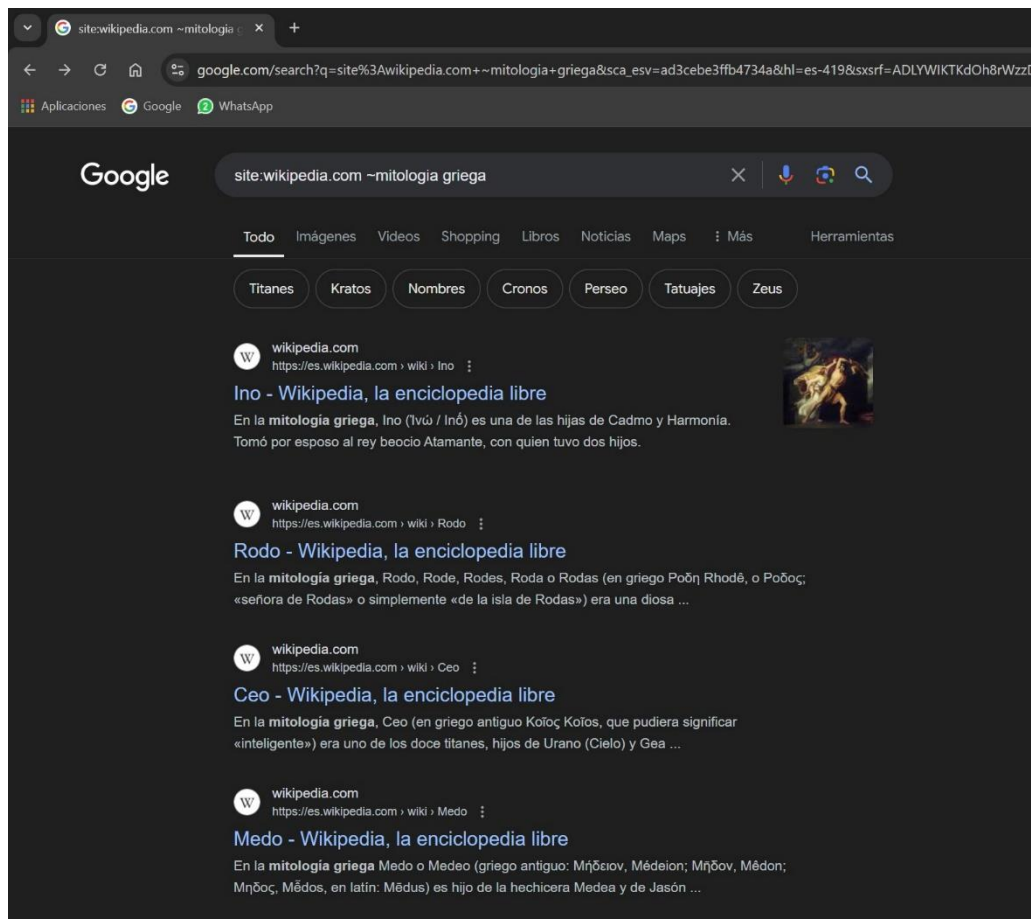 site:wikipedia.com ~mitologia g
google.com/search?q=site%3Awikipedia.com+~mitologia+griega&sca_esv=ad3cebe3ffb4734a&hl=es-419&sxsrf=ADLYWIKTKdOh8rWzzD
Aplicaciones Google WhatsApp
Google site:wikipedia.com ~mitologia griega
Todo Imágenes Videos Shopping Libros Noticias Maps Más Herramientas
Titanes Kratos Nombres Cronos Perseo Tatuajes Zeus
wikipedia.com
https://es.wikipedia.com › wiki › Ino
Ino - Wikipedia, la enciclopedia libre
En la mitología griega, Ino (Ἰνώ / Inṓ) es una de las hijas de Cadmo y Harmonía.
Tomó por esposo al rey beocio Atamante, con quien tuvo dos hijos.
wikipedia.com
https://es.wikipedia.com › wiki › Rodo
Rodo - Wikipedia, la enciclopedia libre
En la mitología griega, Rodo, Rode, Rodes, Roda o Rodas (en griego Ροδη Rhodê, o Ροδος;
«señora de Rodas» o simplemente «de la isla de Rodas») era una diosa ...
wikipedia.com
https://es.wikipedia.com › wiki › Ceo
Ceo - Wikipedia, la enciclopedia libre
En la mitología griega, Ceo (en griego antiguo Κοῖος Koîos, que pudiera significar
«inteligente») era uno de los doce titanes, hijos de Urano (Cielo) y Gea ...
wikipedia.com
https://es.wikipedia.com › wiki › Medo
Medo - Wikipedia, la enciclopedia libre
En la mitología griega Medo o Medeo (griego antiguo: Μήδειον, Médeion; Μῆδον, Mêdon;
Μηδος, Mễdos, en latín: Mēdus) es hijo de la hechicera Medea y de Jasón ...